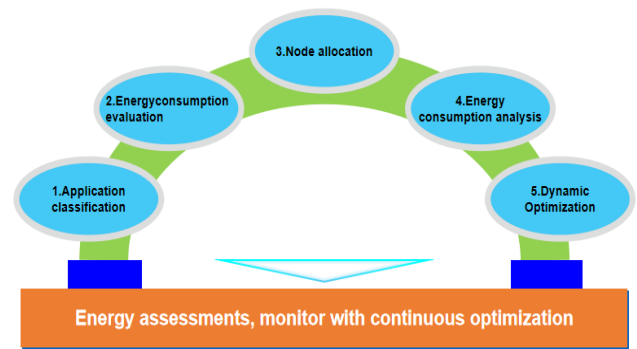 1.Application
classification
2.Energyconsumption
evaluation
3.Node allocation
4.Energy
consumption analysis
5.Dynamic
Optimization
Energy assessments, monitor with continuous optimization